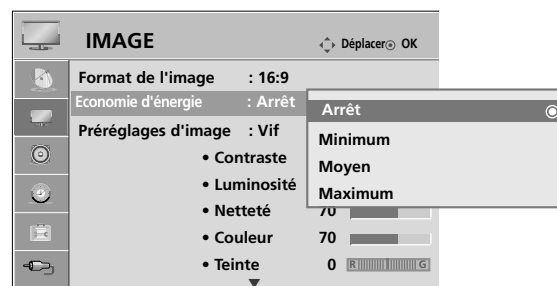 IMAGE
Déplacer OK
Format de l'image : 16:9
Economie d'énergie : Arrêt
Arrêt
Préréglages d'image : Vif
Minimum
• Contraste
Moyen
• Luminosité
Maximum
• Netteté 70
• Couleur 70
• Teinte 0 R G